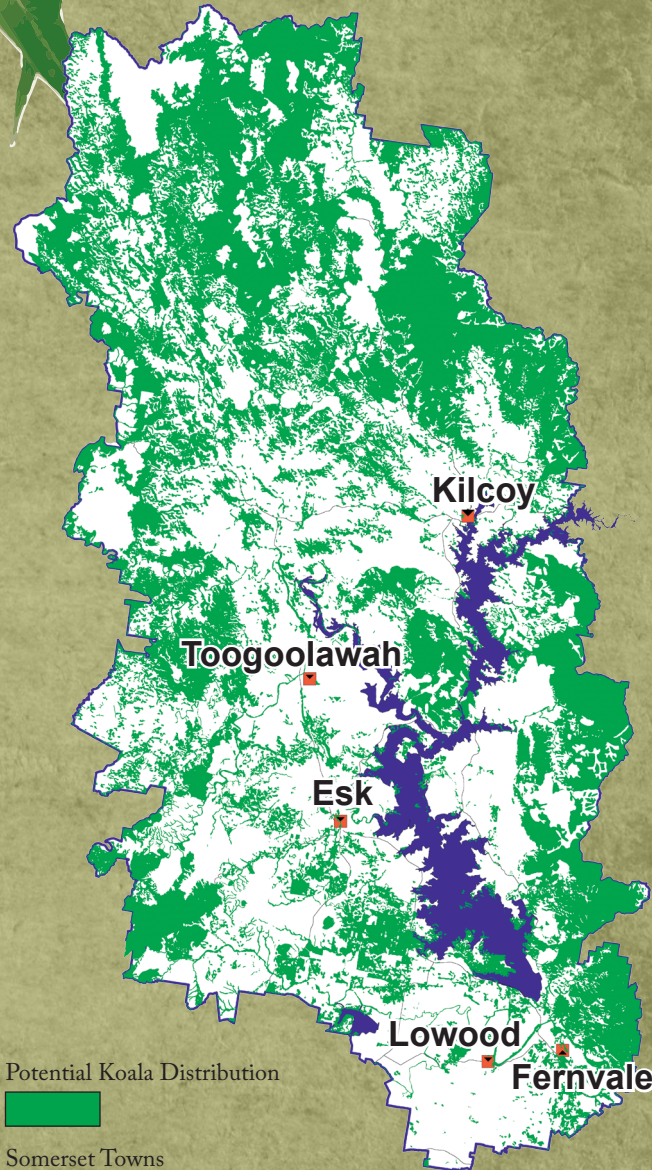 Kilcoy
Toogoolawah
Esk
Lowood
Fernvale
Potential Koala Distribution
Somerset Towns